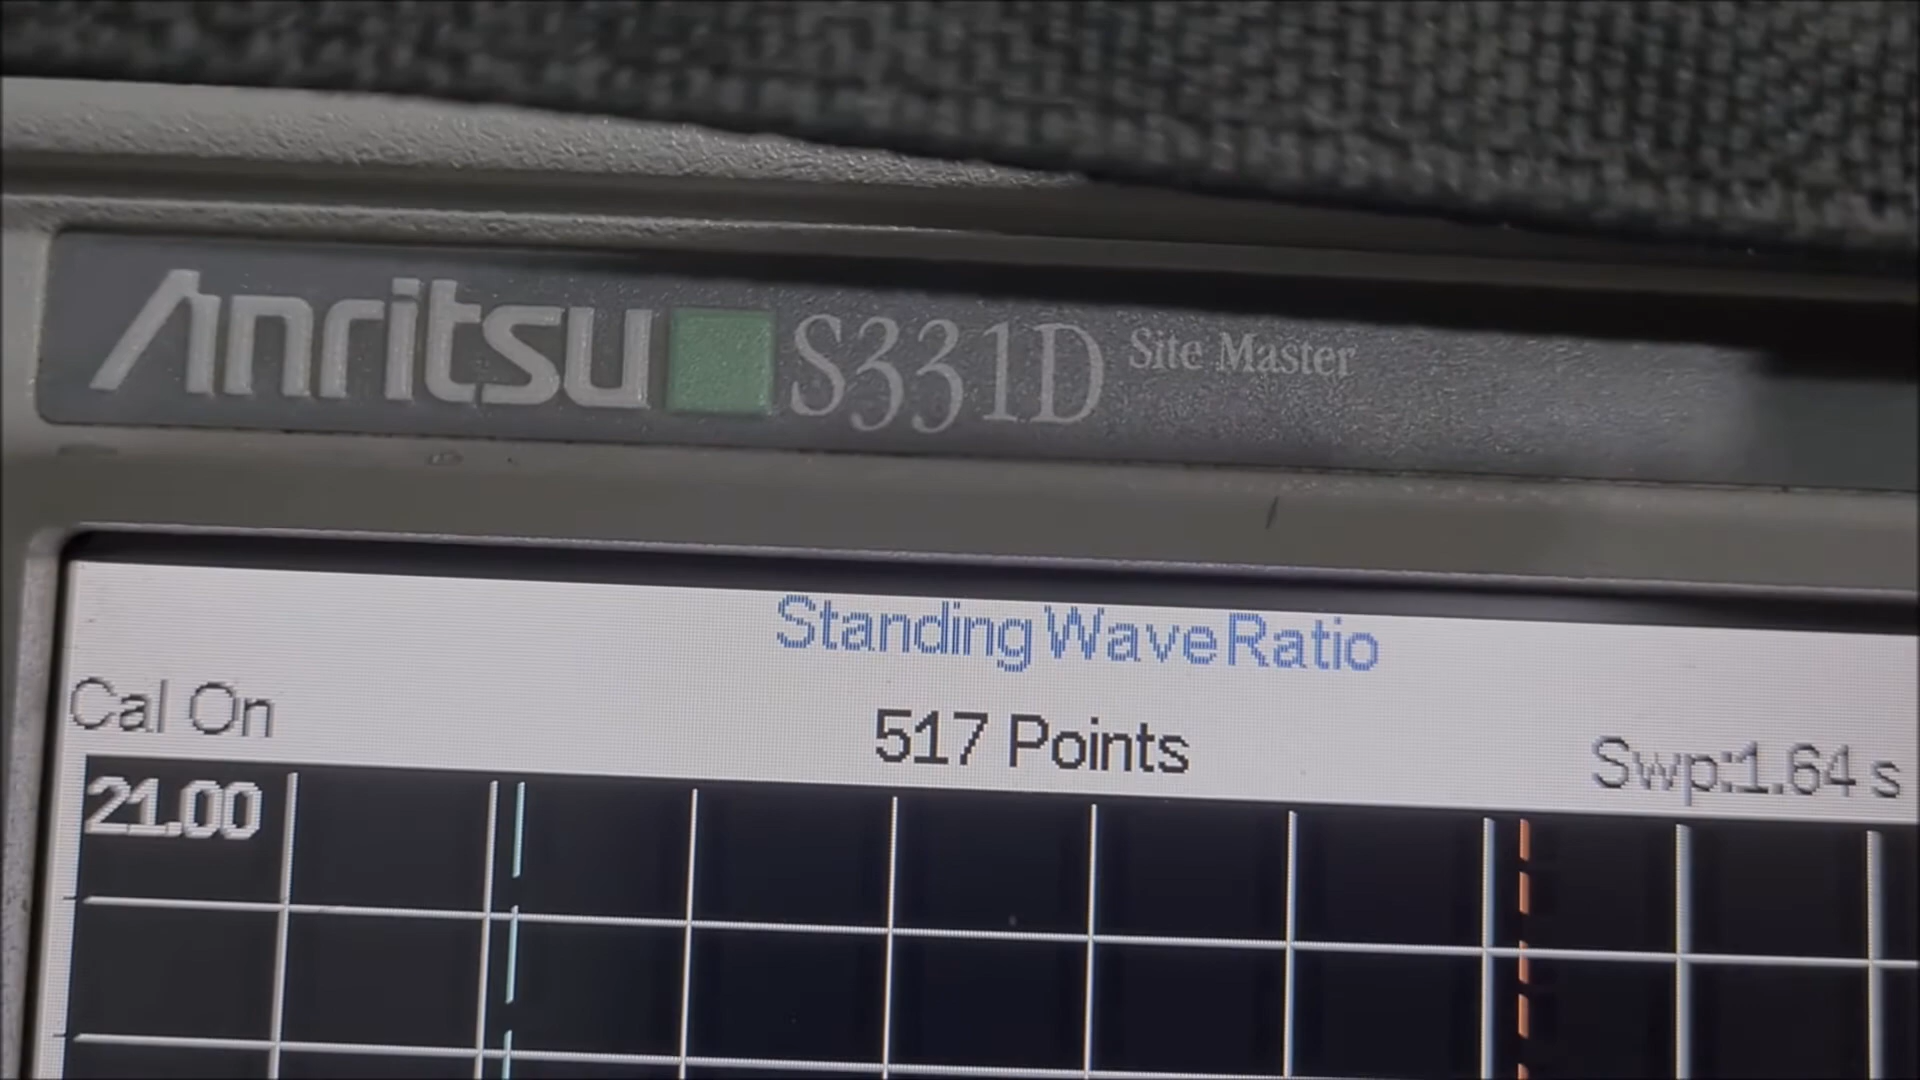 Anritsu S331D Site Master
Standing Wave Ratio
Cal On
517 Points
Swp:1.64 s
21.00